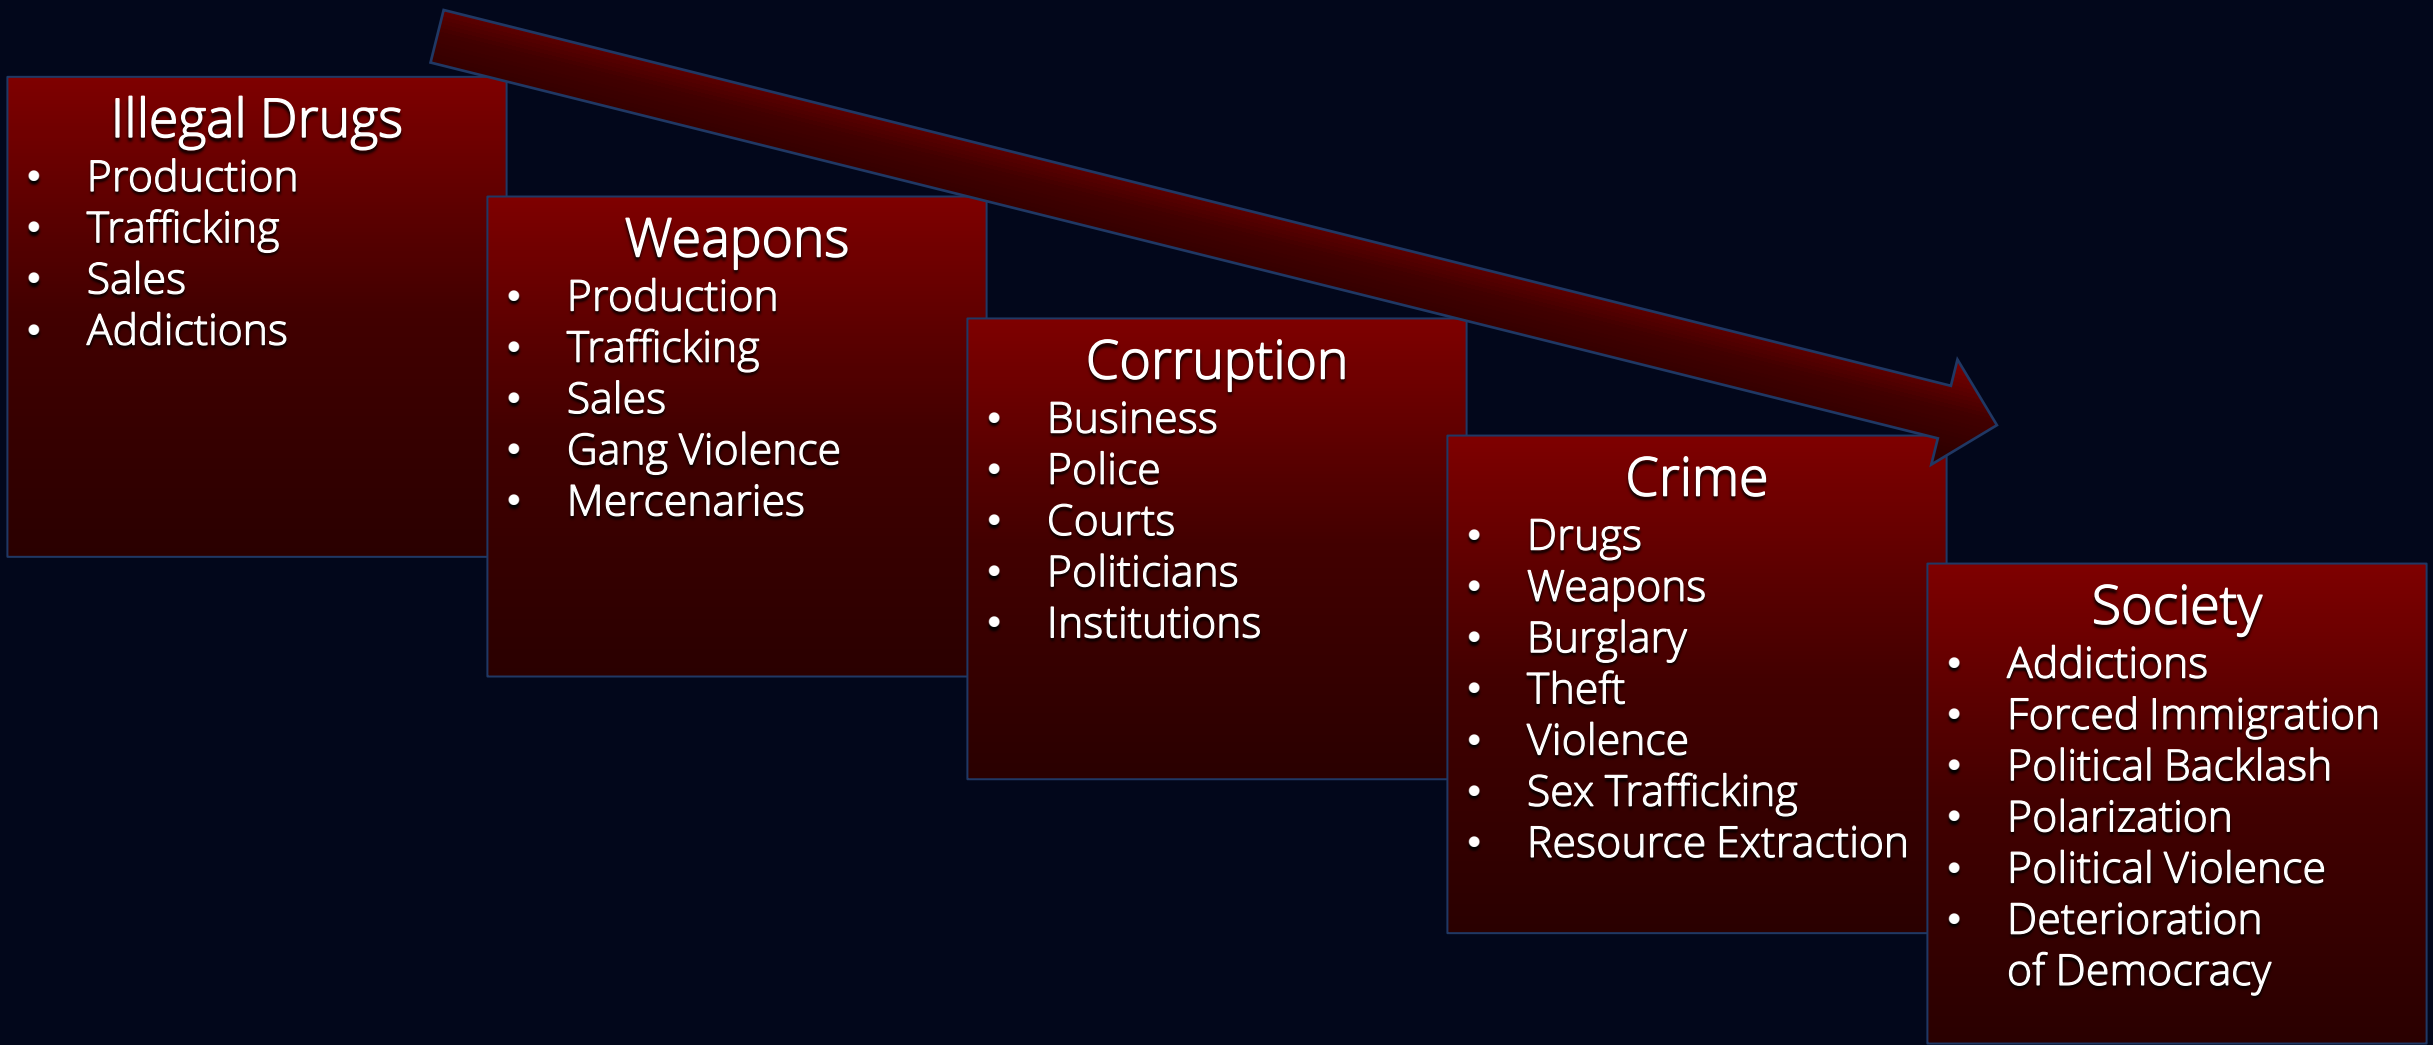 Illegal Drugs
• Production
• Trafficking
• Sales
• Addictions
Weapons
• Production
• Trafficking
• Sales
• Gang Violence
• Mercenaries
Corruption
• Business
• Police
• Courts
• Politicians
• Institutions
Crime
• Drugs
• Weapons
• Burglary
• Theft
• Violence
• Sex Trafficking
• Resource Extraction
Society
• Addictions
• Forced Immigration
• Political Backlash
• Polarization
• Political Violence
• Deterioration
of Democracy